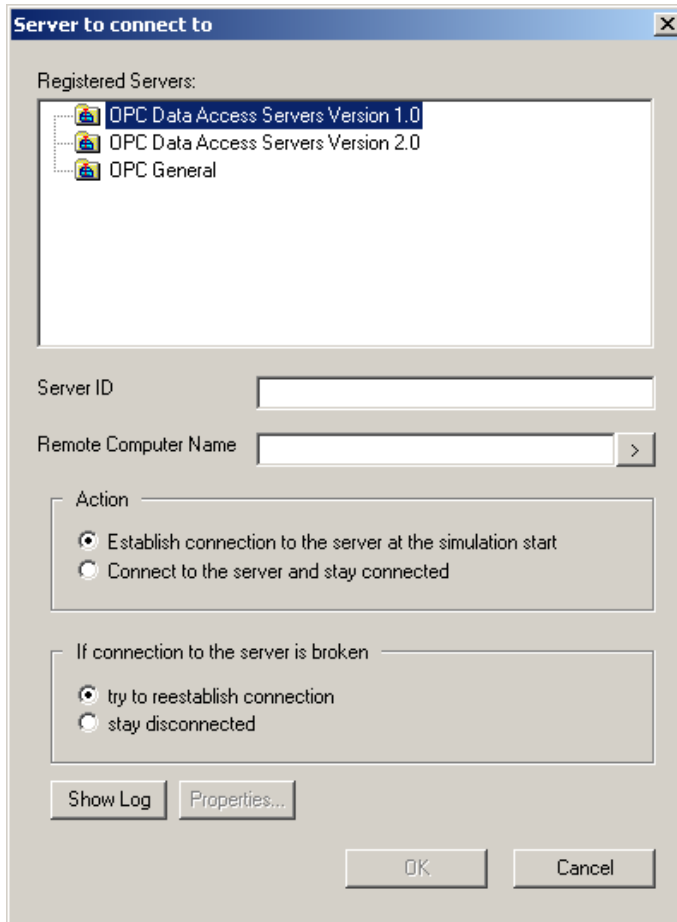 Server to connect to
Registered Servers:
OPC Data Access Servers Version 1.0
OPC Data Access Servers Version 2.0
OPC General
Server ID
Remote Computer Name
>
Action
Establish connection to the server at the simulation start
Connect to the server and stay connected
If connection to the server is broken
try to reestablish connection
stay disconnected
Show Log Properties...
OK Cancel